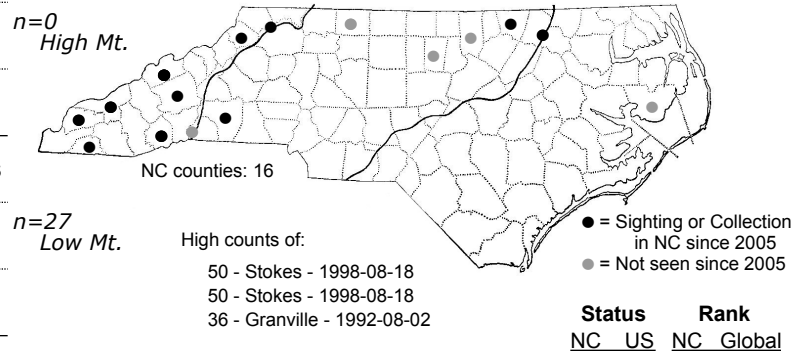 n=0
High Mt.
NC counties: 16
n=27
Low Mt.
High counts of:
50 - Stokes - 1998-08-18
50 - Stokes - 1998-08-18
36 - Granville - 1992-08-02
● = Sighting or Collection
in NC since 2005
● = Not seen since 2005
Status Rank
NC US NC Global